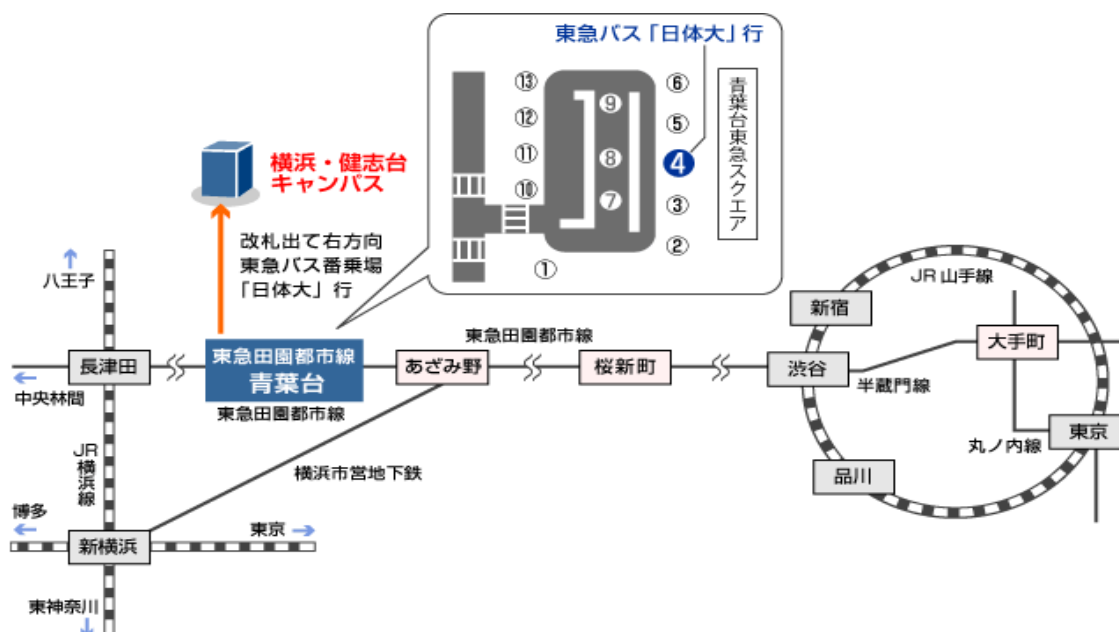 東急バス「日体大」行
⑬
⑫
⑪
⑩
⑨
⑧
⑦
⑥
⑤
4
③
②
①
青葉台東急スクエア
横浜・健志台
キャンパス
改札出て右方向
東急バス番乗場
「日体大」行
八王子
長津田
中央林間
JR横浜線
博多
新横浜
東京
東神奈川
東急田園都市線
青葉台
東急田園都市線
あざみ野
東急田園都市線
桜新町
横浜市営地下鉄
JR山手線
新宿
渋谷
半蔵門線
大手町
丸ノ内線
東京
品川